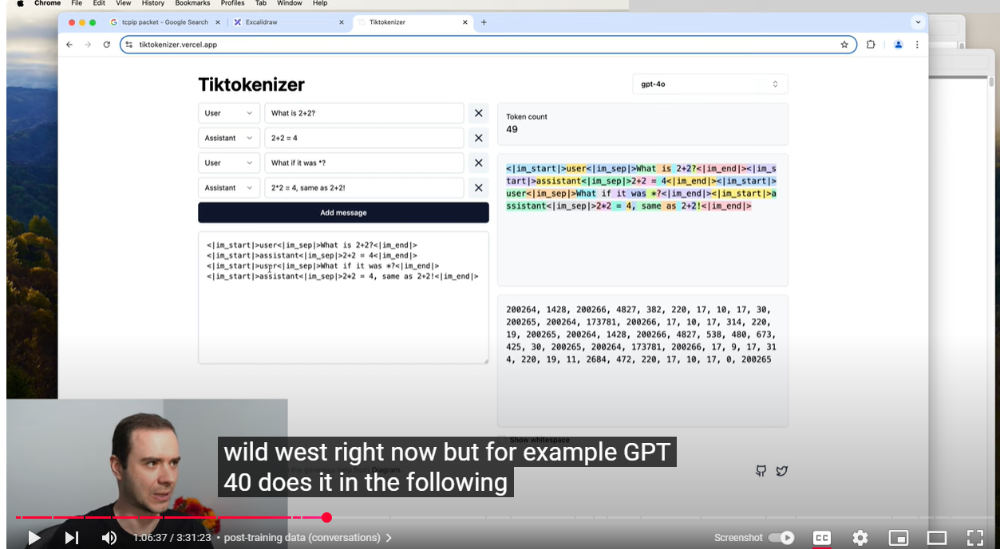 Chrome File Edit View History Bookmarks Profiles Tab Window Help
tcpip packet - Google Search
Excalidraw
Tiktokenizer
tiktokenizer.vercel.app
Tiktokenizer
gpt-4o
User What is 2+2?
Assistant 2+2 = 4
User What if it was *?
Assistant 2*2 = 4, same as 2+2!
Add message
<|im_start|>user<|im_sep|>What is 2+2?<|im_end|>
<|im_start|>assistant<|im_sep|>2+2 = 4<|im_end|>
<|im_start|>user<|im_sep|>What if it was *?<|im_end|>
<|im_start|>assistant<|im_sep|>2*2 = 4, same as 2+2!<|im_end|>
Token count
49
<|im_start|>user<|im_sep|>What is 2+2?<|im_end|><|im_s
tart|>assistant<|im_sep|>2+2 = 4<|im_end|><|im_start|>
user<|im_sep|>What if it was *?<|im_end|><|im_start|>a
ssistant<|im_sep|>2*2 = 4, same as 2+2!<|im_end|>
200264, 1428, 200266, 4827, 382, 220, 17, 10, 17, 30,
200265, 200264, 173781, 200266, 17, 10, 17, 314, 220,
19, 200265, 200264, 1428, 200266, 4827, 538, 480, 673,
425, 30, 200265, 200264, 173781, 200266, 17, 9, 17, 31
4, 220, 19, 11, 2684, 472, 220, 17, 10, 17, 0, 200265
Show whitespace
Diagram
wild west right now but for example GPT
40 does it in the following
1:06:37 / 3:31:23 • post-training data (conversations)
Screenshot
CC